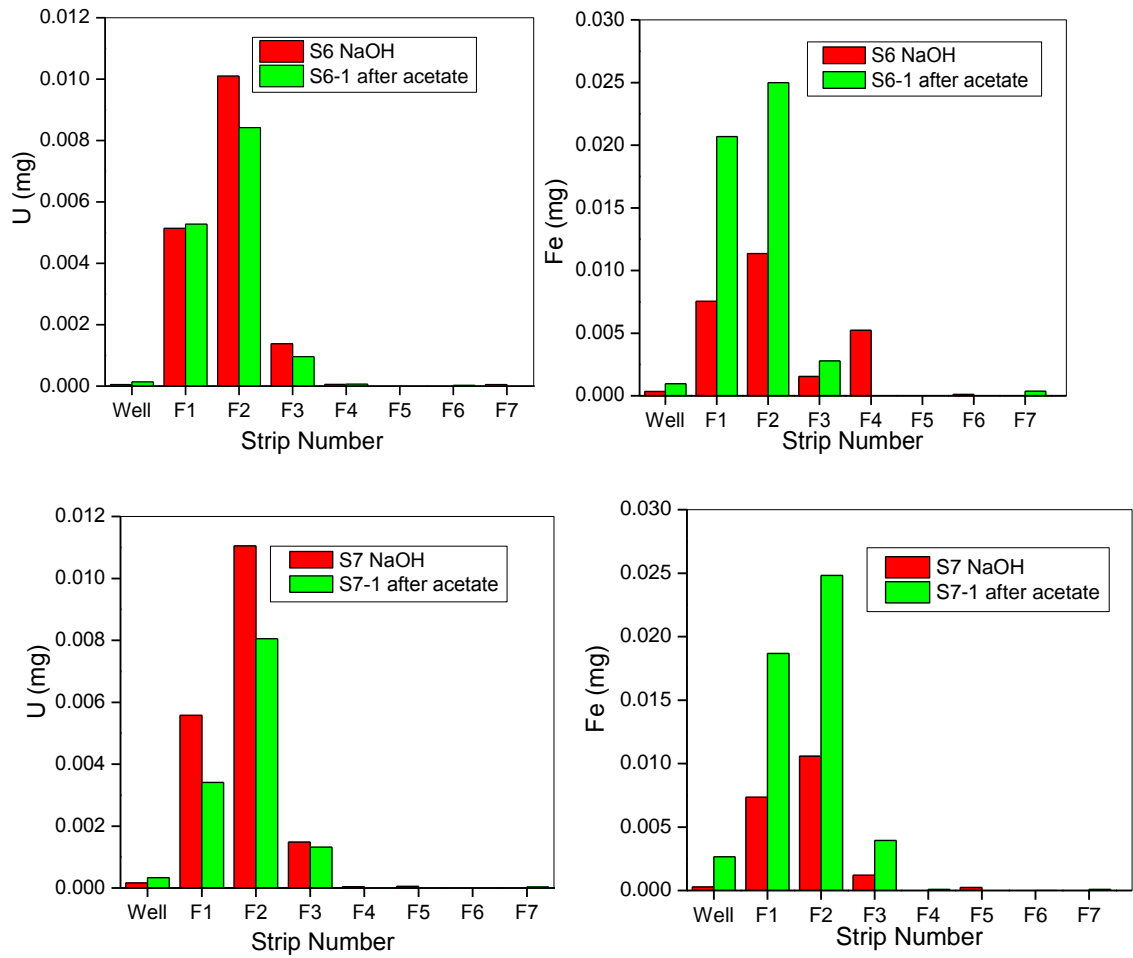 0.012
0.010
0.008
0.006
0.004
0.002
0.000
U (mg)
S6 NaOH
S6-1 after acetate
Well F1 F2 F3 F4 F5 F6 F7
Strip Number
0.030
0.025
0.020
0.015
0.010
0.005
0.000
Fe (mg)
S6 NaOH
S6-1 after acetate
Well F1 F2 F3 F4 F5 F6 F7
Strip Number
0.012
0.010
0.008
0.006
0.004
0.002
0.000
U (mg)
S7 NaOH
S7-1 after acetate
Well F1 F2 F3 F4 F5 F6 F7
Strip Number
0.030
0.025
0.020
0.015
0.010
0.005
0.000
Fe (mg)
S7 NaOH
S7-1 after acetate
Well F1 F2 F3 F4 F5 F6 F7
Strip Number